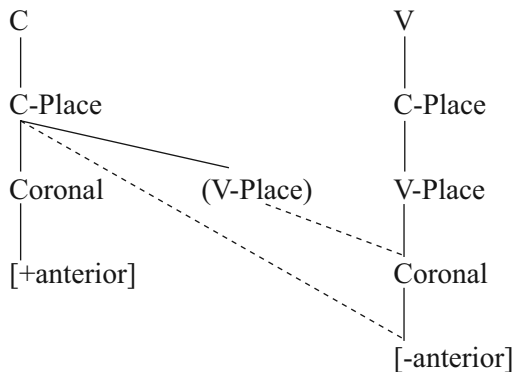 C V
C-Place C-Place
Coronal (V-Place) V-Place
[+anterior] Coronal
[-anterior]